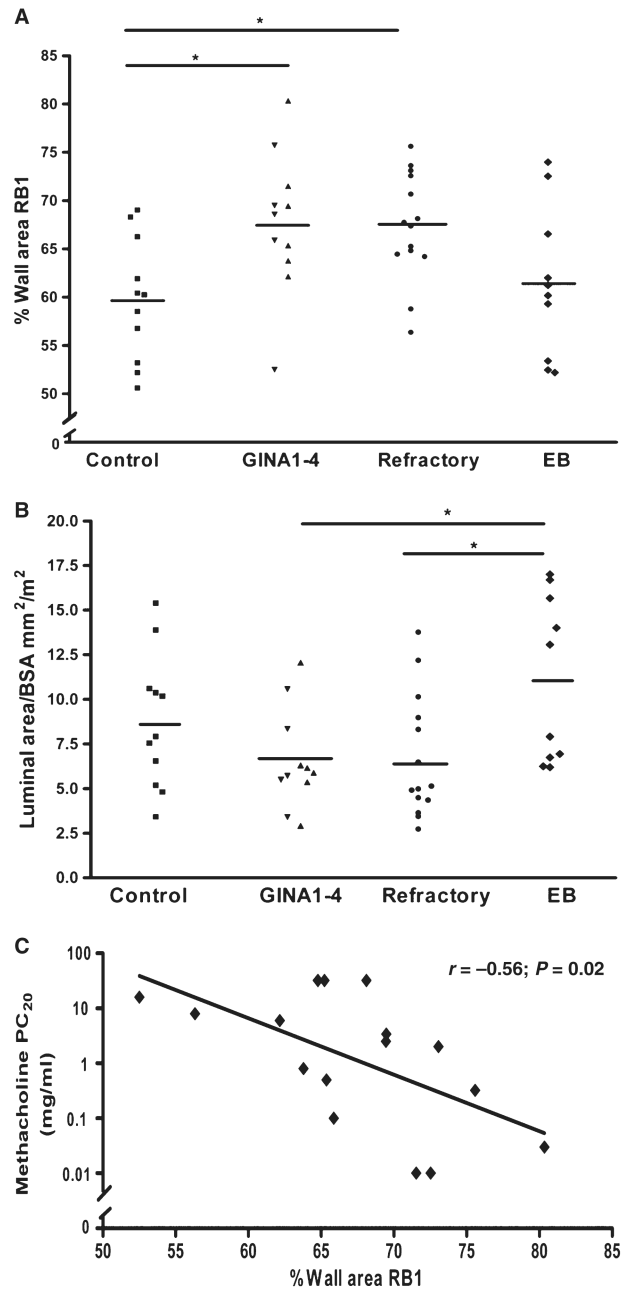 A
*
*
85
80
75
70
65
60
55
50
0
% Wall area RB1
Control GINA1-4 Refractory EB
B
*
*
20.0
17.5
15.0
12.5
10.0
7.5
5.0
2.5
0.0
Luminal area/BSA mm²/m²
Control GINA1-4 Refractory EB
C
r = –0.56; P = 0.02
100
10
1
0.1
0.01
0
Methacholine PC₂₀
(mg/ml)
50 55 60 65 70 75 80 85
%Wall area RB1